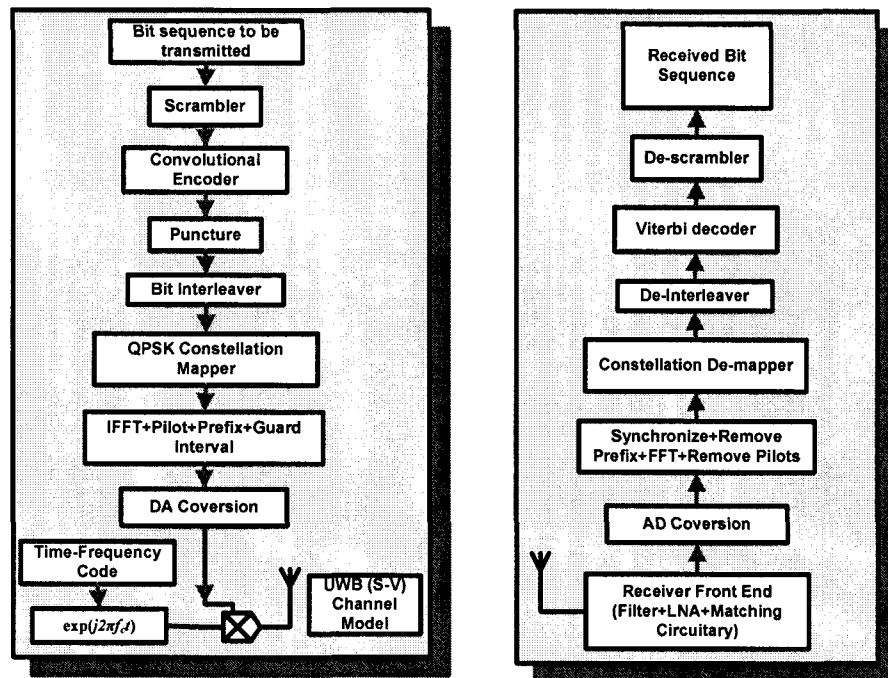 Bit sequence to be
transmitted
Scrambler
Convolutional
Encoder
Puncture
Bit Interleaver
QPSK Constellation
Mapper
IFFT+Pilot+Prefix+Guard
Interval
DA Coversion
Time-Frequency
Code
exp(j2πf_ct)
UWB (S-V)
Channel
Model
Received Bit
Sequence
De-scrambler
Viterbi decoder
De-Interleaver
Constellation De-mapper
Synchronize+Remove
Prefix+FFT+Remove Pilots
AD Coversion
Receiver Front End
(Filter+LNA+Matching
Circuitary)